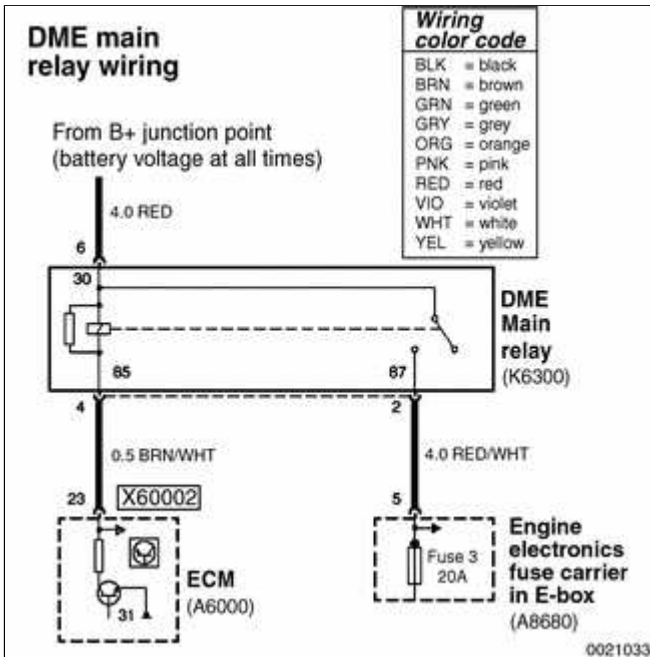 DME main
relay wiring
Wiring
color code
BLK = black
BRN = brown
GRN = green
GRY = grey
ORG = orange
PNK = pink
RED = red
VIO = violet
WHT = white
YEL = yellow
From B+ junction point
(battery voltage at all times)
4.0 RED
6
30
DME
Main
relay
(K6300)
85
87
4
2
0.5 BRN/WHT
4.0 RED/WHT
23
X60002
5
ECM
(A6000)
31
Fuse 3
20A
Engine
electronics
fuse carrier
in E-box
(A8680)
0021033